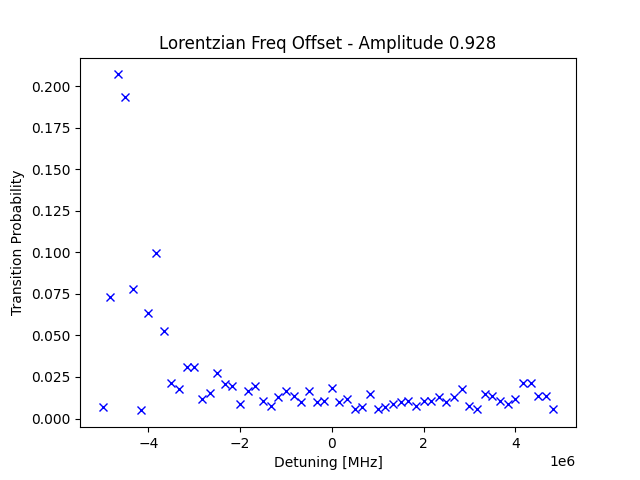 Lorentzian Freq Offset - Amplitude 0.928
0.200
0.175
0.150
0.125
0.100
0.075
0.050
0.025
0.000
Transition Probability
−4 −2 0 2 4
1e6
Detuning [MHz]